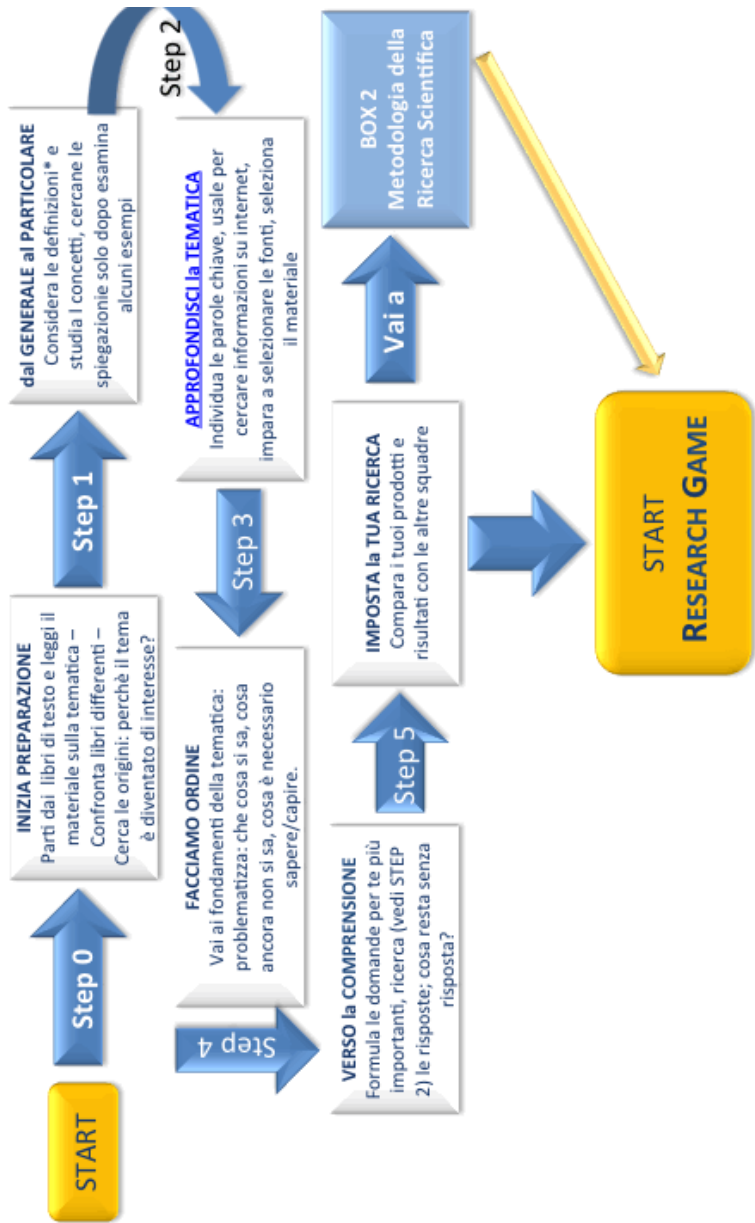 START
Step 0
INIZIA PREPARAZIONE
Parti dai libri di testo e leggi il
materiale sulla tematica –
Confronta libri differenti –
Cerca le origini: perchè il tema
è diventato di interesse?
Step 1
dal GENERALE al PARTICOLARE
Considera le definizioni* e
studia I concetti, cercane le
spiegazionie solo dopo esamina
alcuni esempi
Step 2
APPROFONDISCI la TEMATICA
Individua le parole chiave, usale per
cercare informazioni su internet,
impara a selezionare le fonti, seleziona
il materiale
Step 3
FACCIAMO ORDINE
Vai ai fondamenti della tematica:
problematizza: che cosa si sa, cosa
ancora non si sa, cosa è necessario
sapere/capire.
Step 4
VERSO la COMPRENSIONE
Formula le domande per te più
importanti, ricerca (vedi STEP
2) le risposte; cosa resta senza
risposta?
Step 5
IMPOSTA la TUA RICERCA
Compara i tuoi prodotti e
risultati con le altre squadre
Vai a
BOX 2
Metodologia della
Ricerca Scientifica
START
RESEARCH GAME